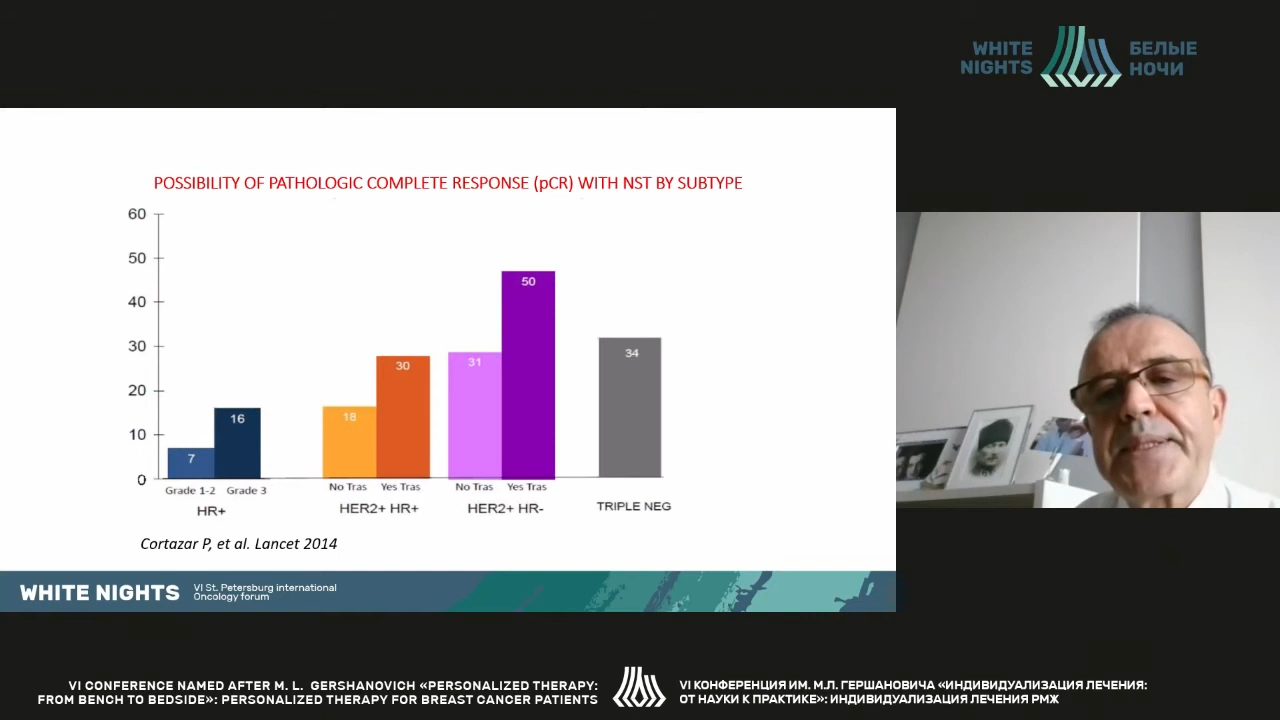 WHITE
NIGHTS
БЕЛЫЕ
НОЧИ
POSSIBILITY OF PATHOLOGIC COMPLETE RESPONSE (pCR) WITH NST BY SUBTYPE
60
50
40
30
20
10
0
7
16
18
30
31
50
34
Grade 1-2 Grade 3
No Tras Yes Tras
No Tras Yes Tras
HR+
HER2+ HR+
HER2+ HR-
TRIPLE NEG
Cortazar P, et al. Lancet 2014
WHITE NIGHTS
VI St. Petersburg international
Oncology forum
VI CONFERENCE NAMED AFTER M. L. GERSHANOVICH «PERSONALIZED THERAPY:
FROM BENCH TO BEDSIDE»: PERSONALIZED THERAPY FOR BREAST CANCER PATIENTS
VI КОНФЕРЕНЦИЯ ИМ. М.Л. ГЕРШАНОВИЧА «ИНДИВИДУАЛИЗАЦИЯ ЛЕЧЕНИЯ:
ОТ НАУКИ К ПРАКТИКЕ»: ИНДИВИДУАЛИЗАЦИЯ ЛЕЧЕНИЯ РМЖ